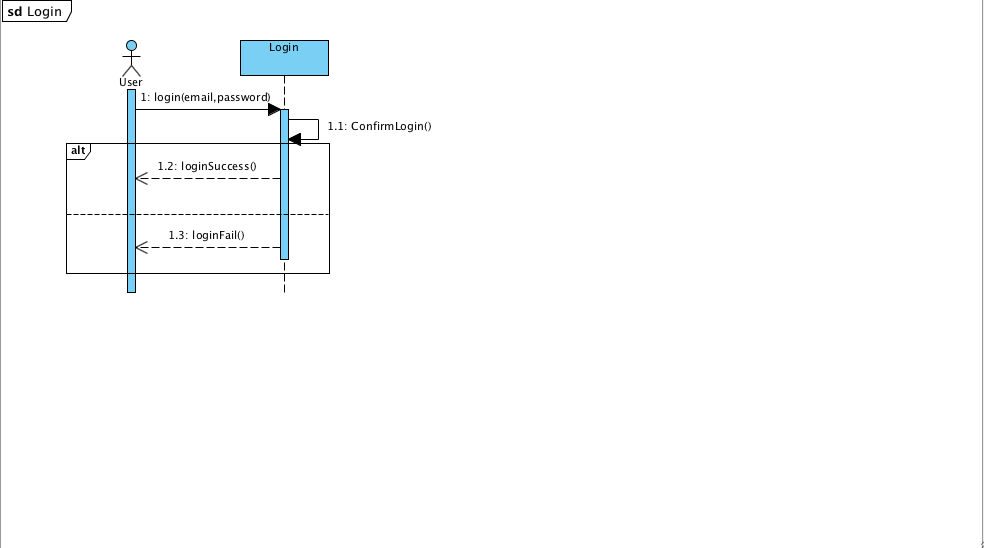 sd Login
Login
User
1: login(email,password)
1.1: ConfirmLogin()
alt
1.2: loginSuccess()
1.3: loginFail()